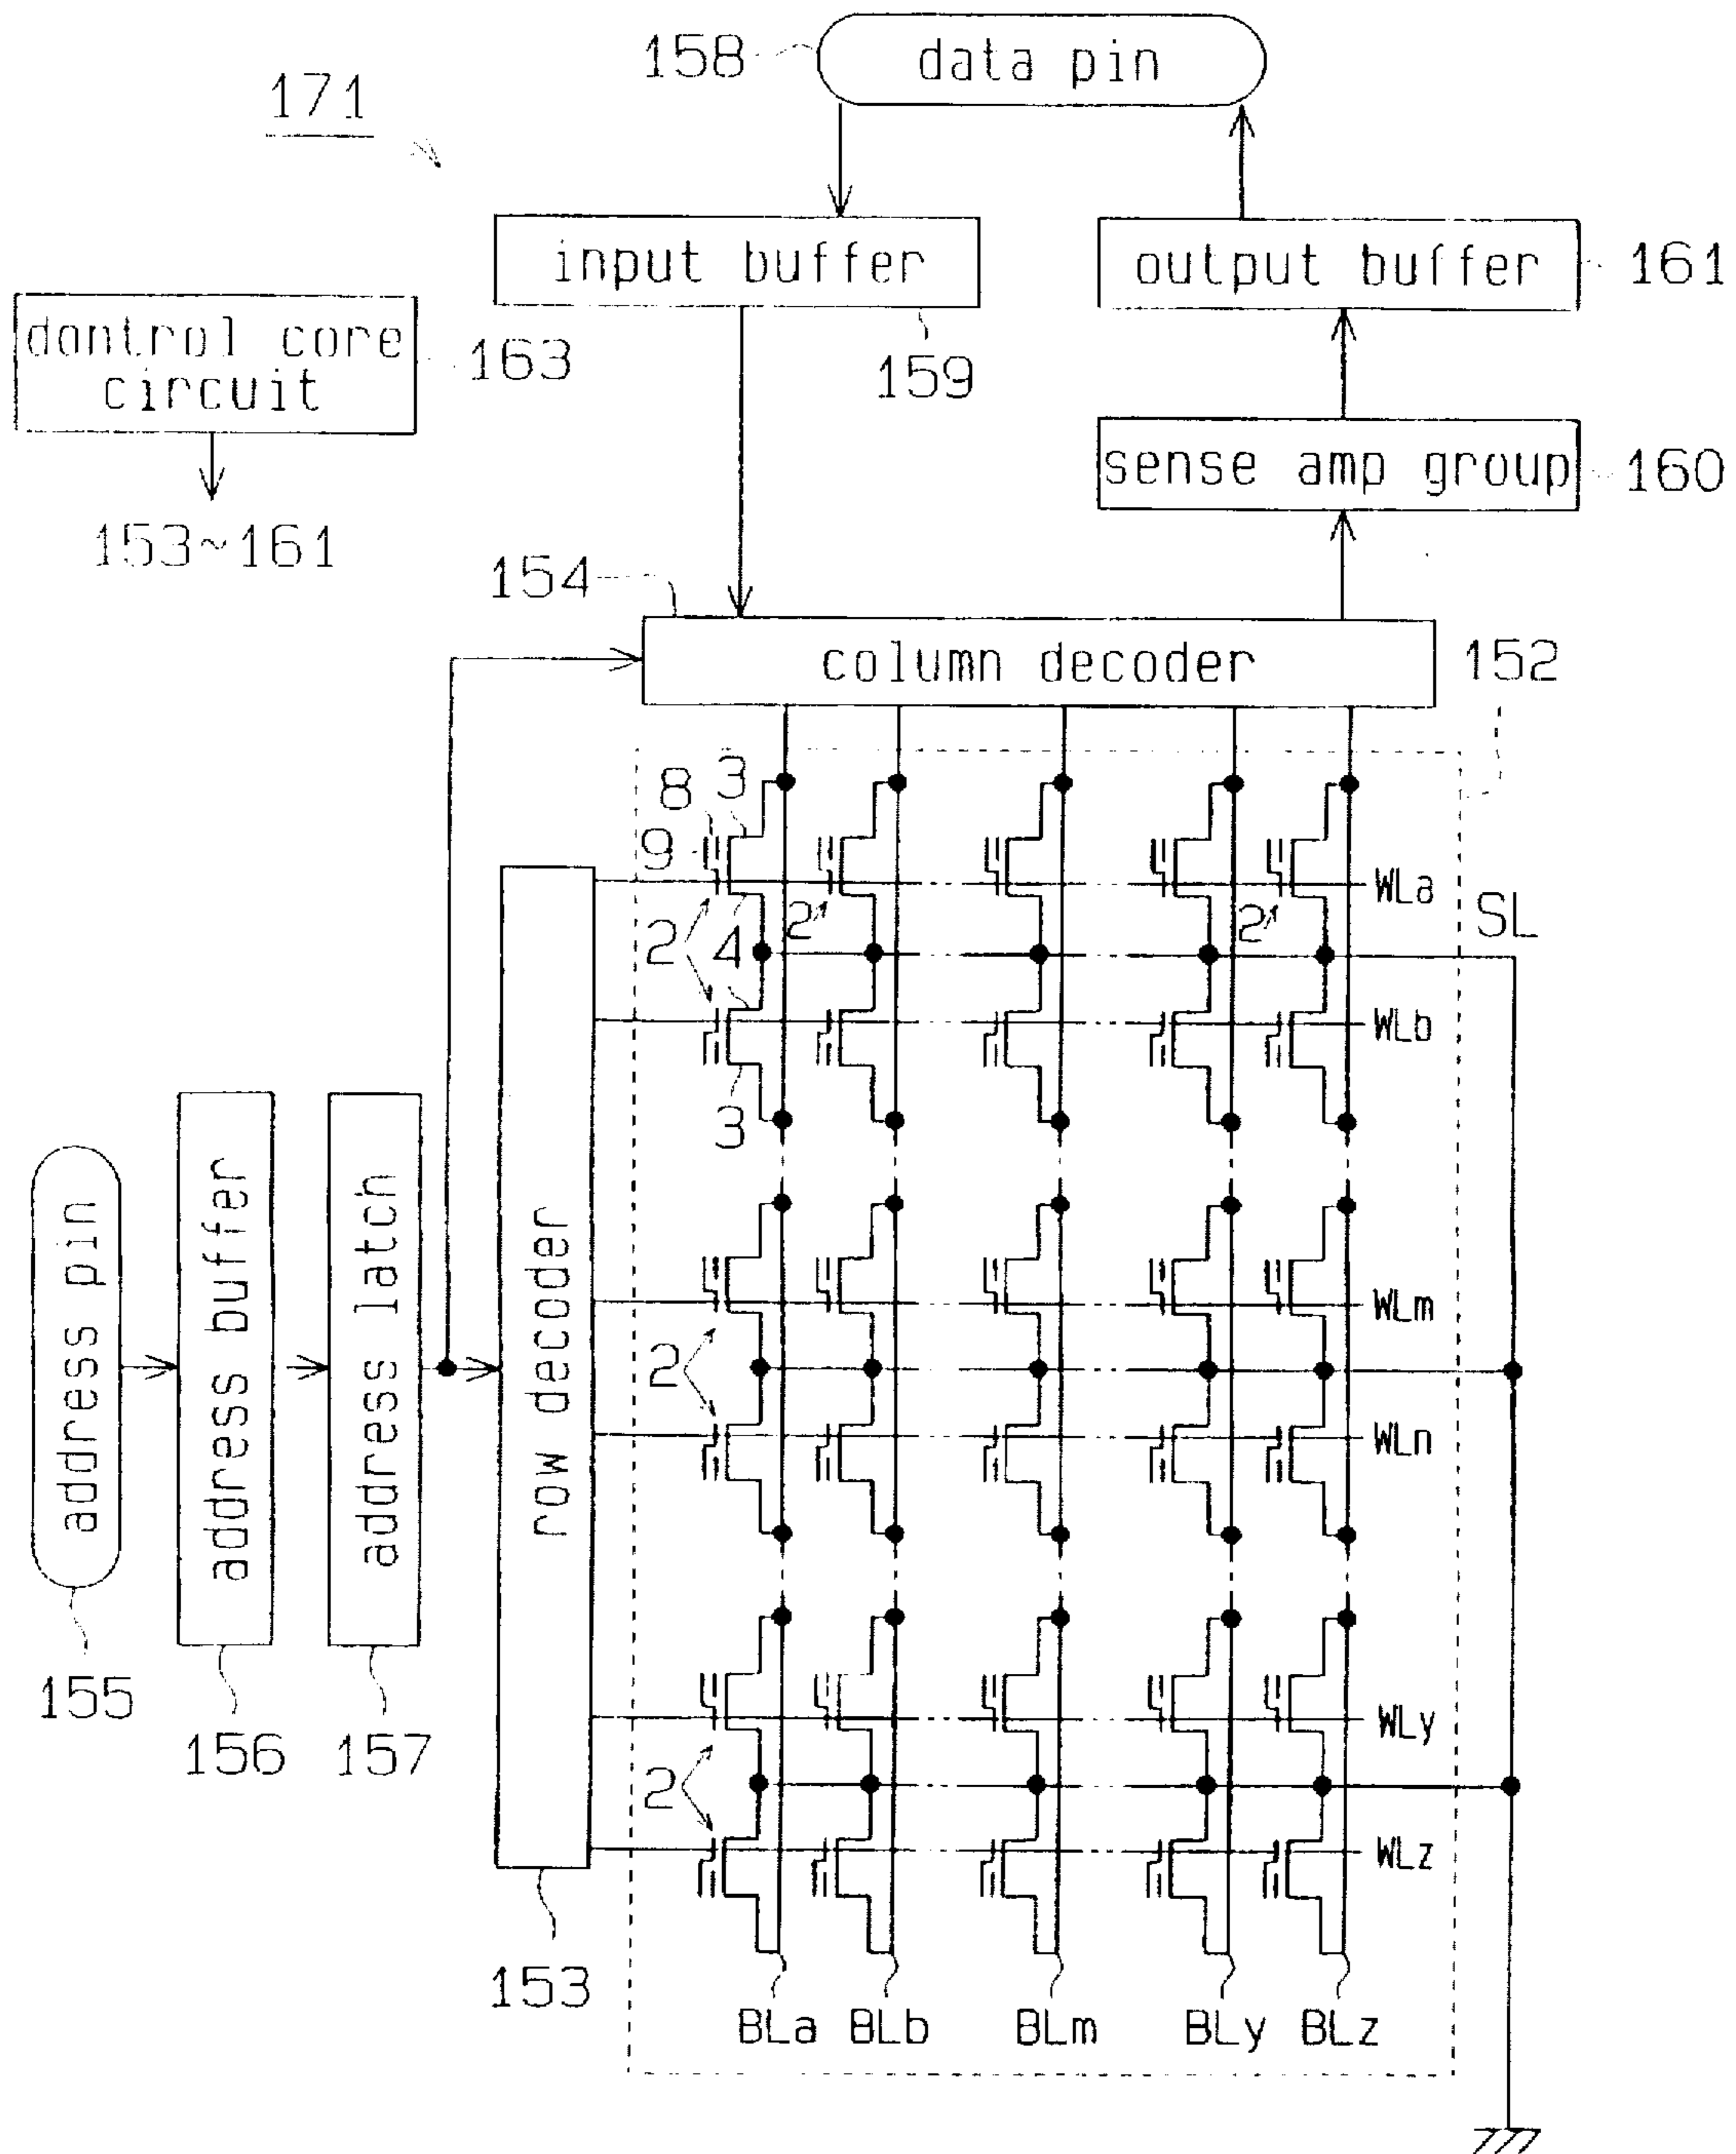 158
data pin
171
input buffer
output buffer
161
dontrol core
circuit
163
159
sense amp group
160
153~161
154
column decoder
152
3
8
9
WLa
2
4
2
2
SL
3
WLb
address pin
address buffer
address latch
row decoder
WLm
2
WLn
155
156
157
WLy
2
WLz
153
BLa
BLb
BLm
BLy
BLz